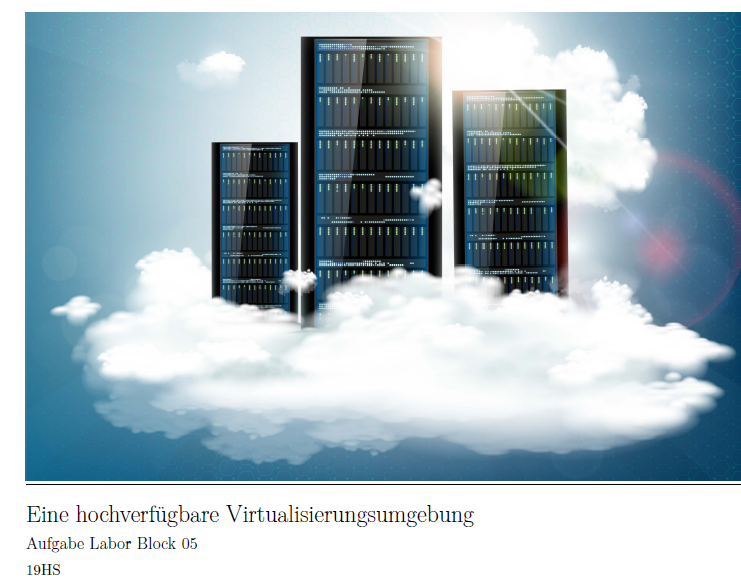 Eine hochverfügbare Virtualisierungsumgebung
Aufgabe Labor Block 05
19HS